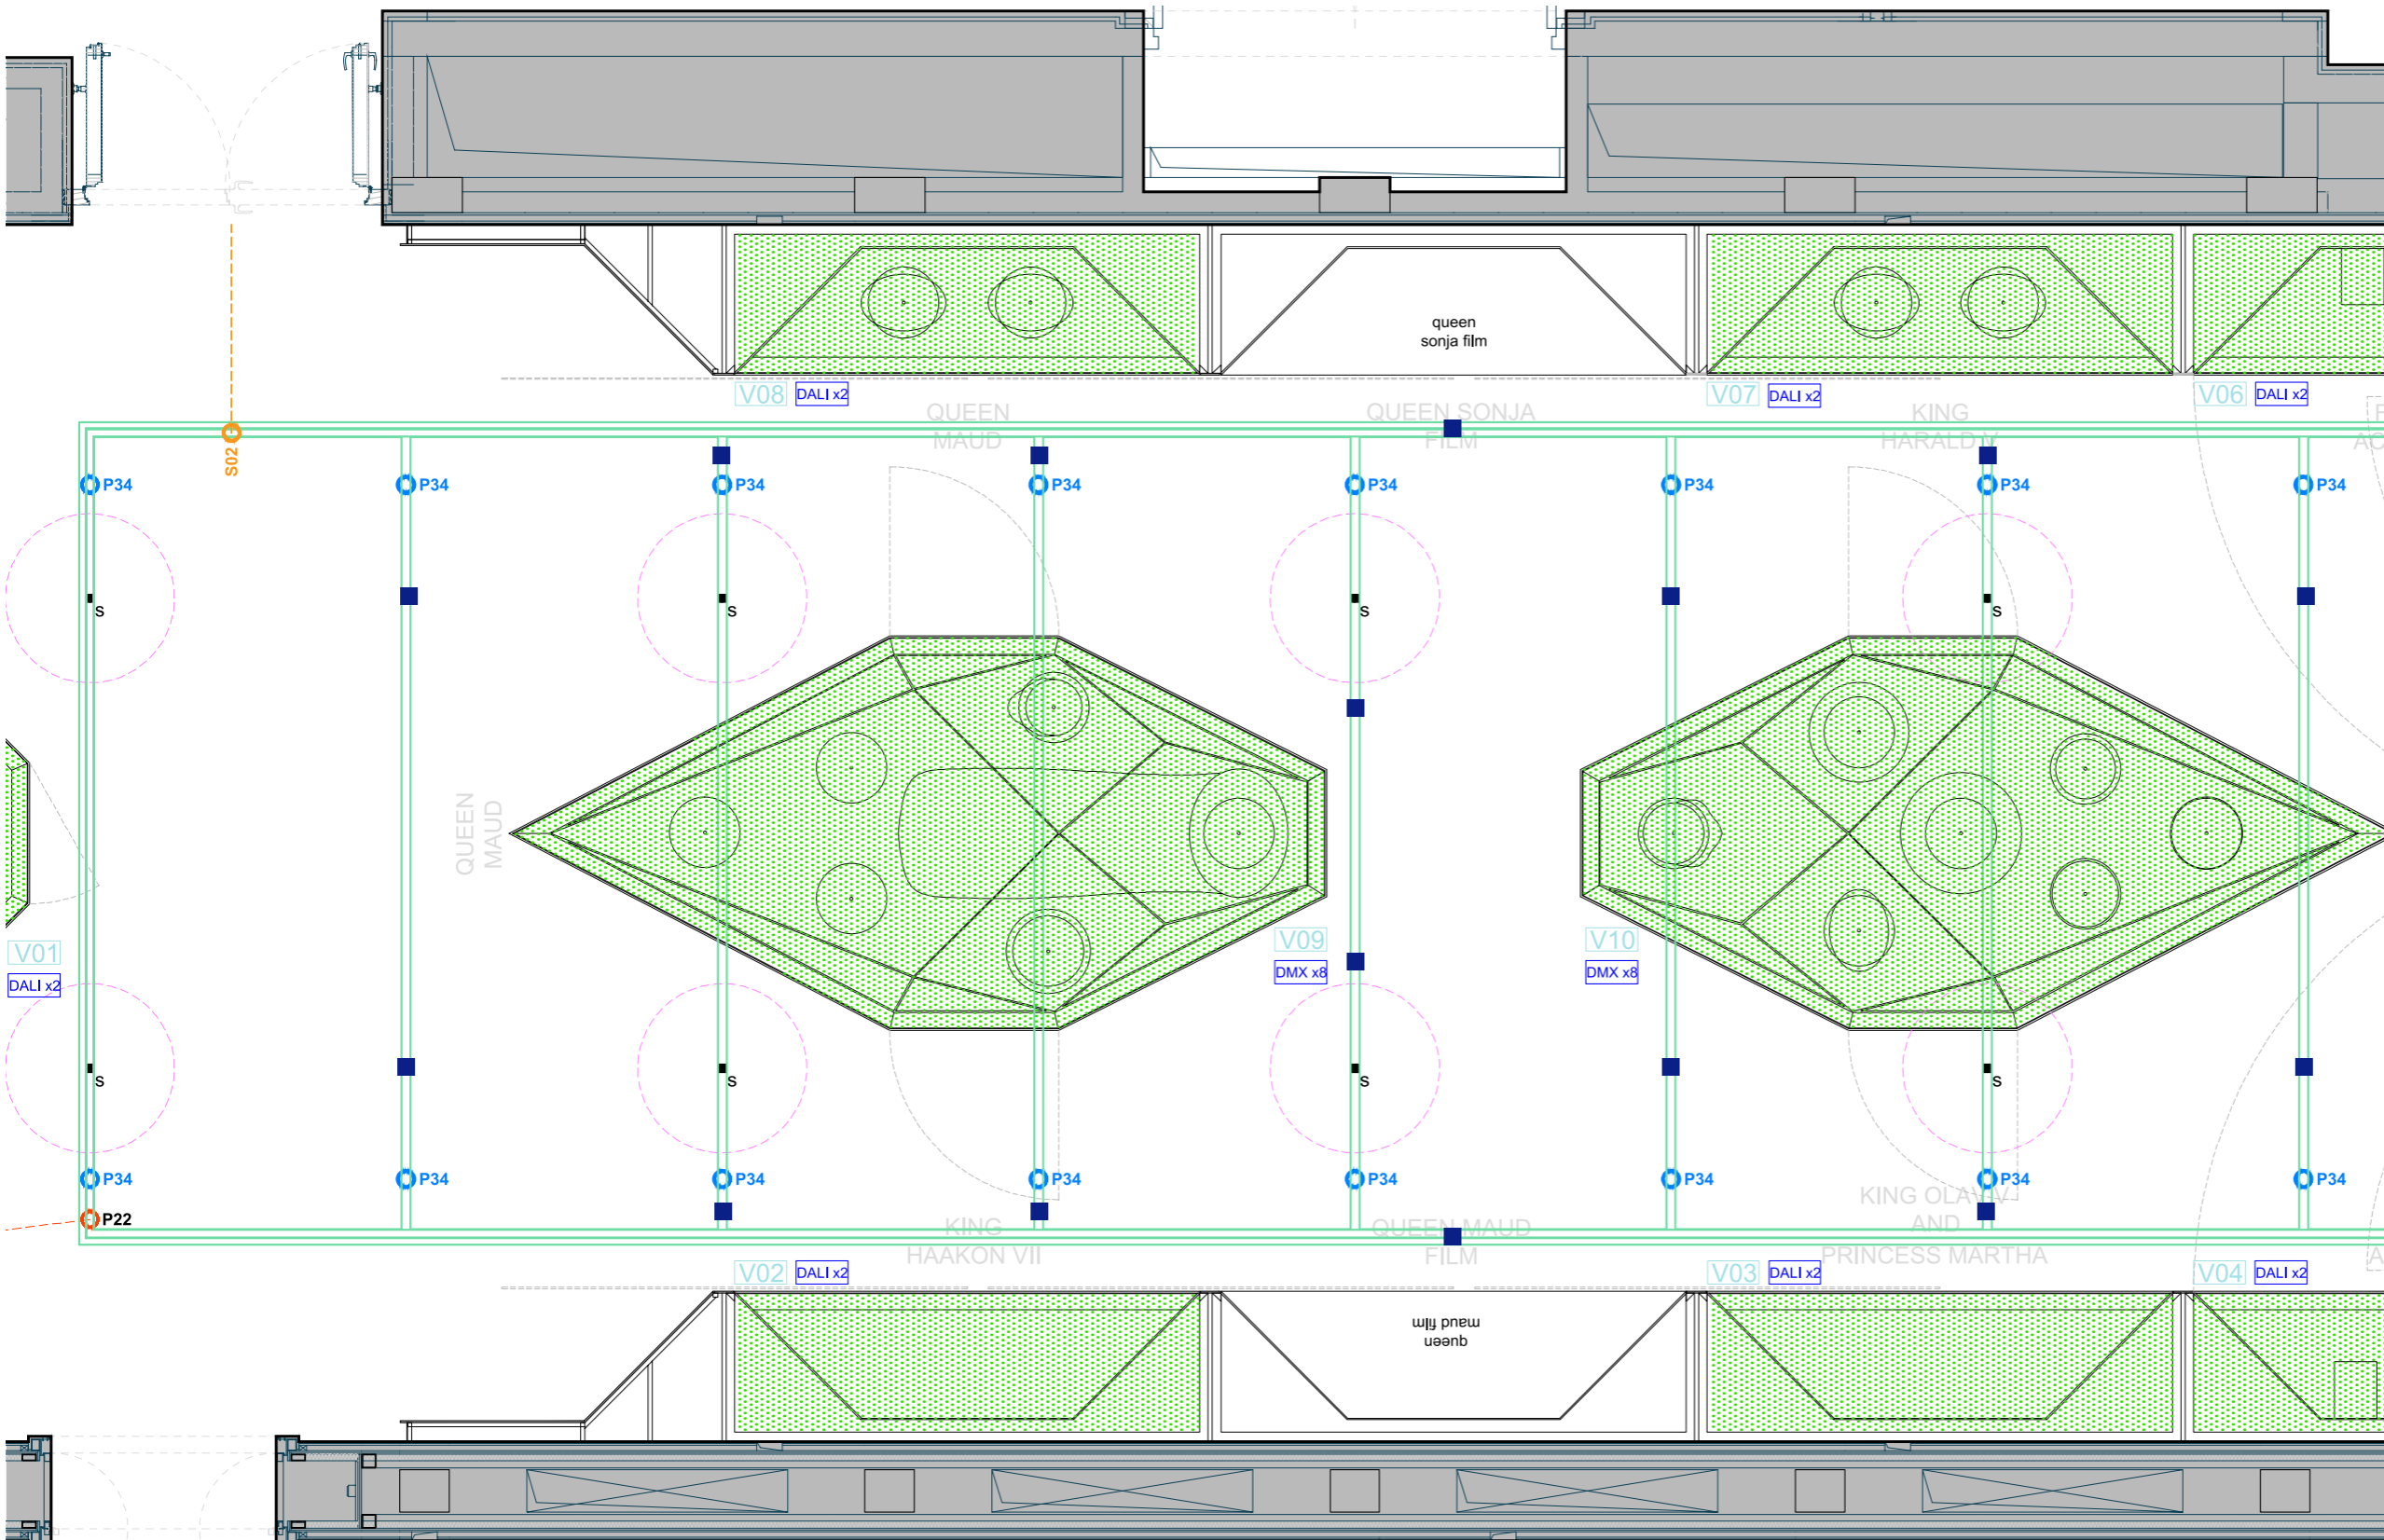 queen
sonja film
V08 DALI x2
V07 DALI x2
V06 DALI x2
QUEEN
MAUD
QUEEN SONJA
FILM
KING
HARALD V
AC
S02
P34 P34 P34 P34 P34 P34 P34 P34
S S S S
QUEEN
MAUD
V01
DALI x2
V09
DMX x8
V10
DMX x8
S S S S
P34 P34 P34 P34 P34 P34 P34 P34
P22
KING
HAAKON VII
QUEEN MAUD
FILM
KING OLAV V
AND
PRINCESS MARTHA
A
V02 DALI x2
V03 DALI x2
V04 DALI x2
queen
maud film